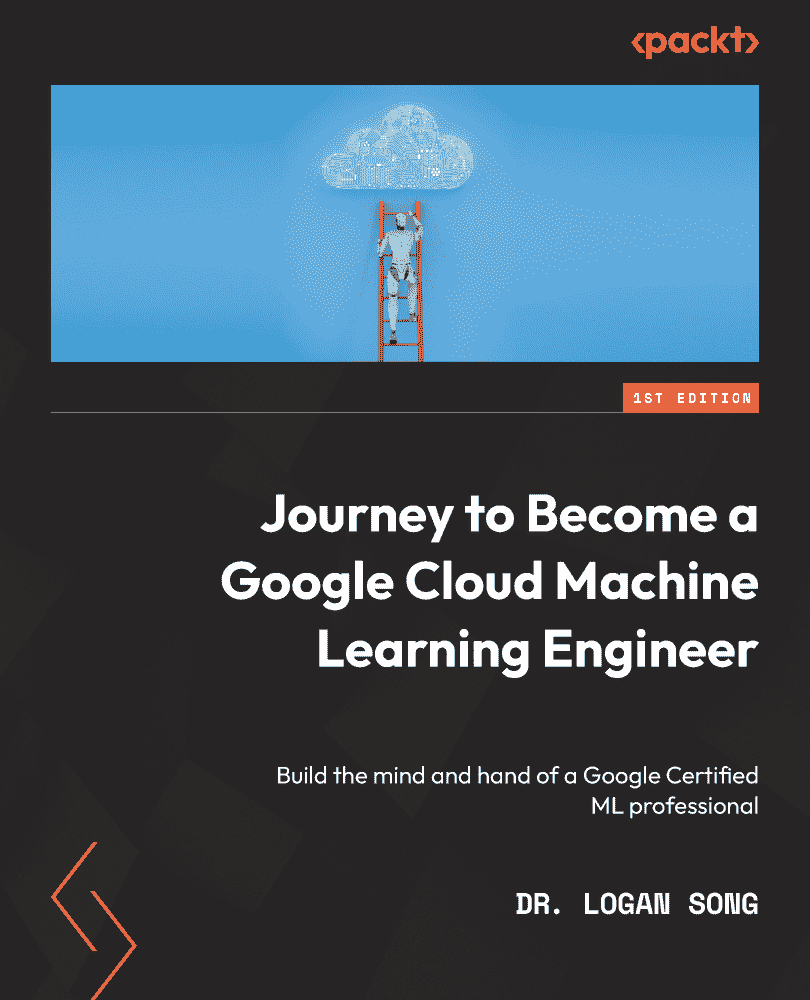 <packt>
1ST EDITION
Journey to Become a
Google Cloud Machine
Learning Engineer
Build the mind and hand of a Google Certified
ML professional
DR. LOGAN SONG